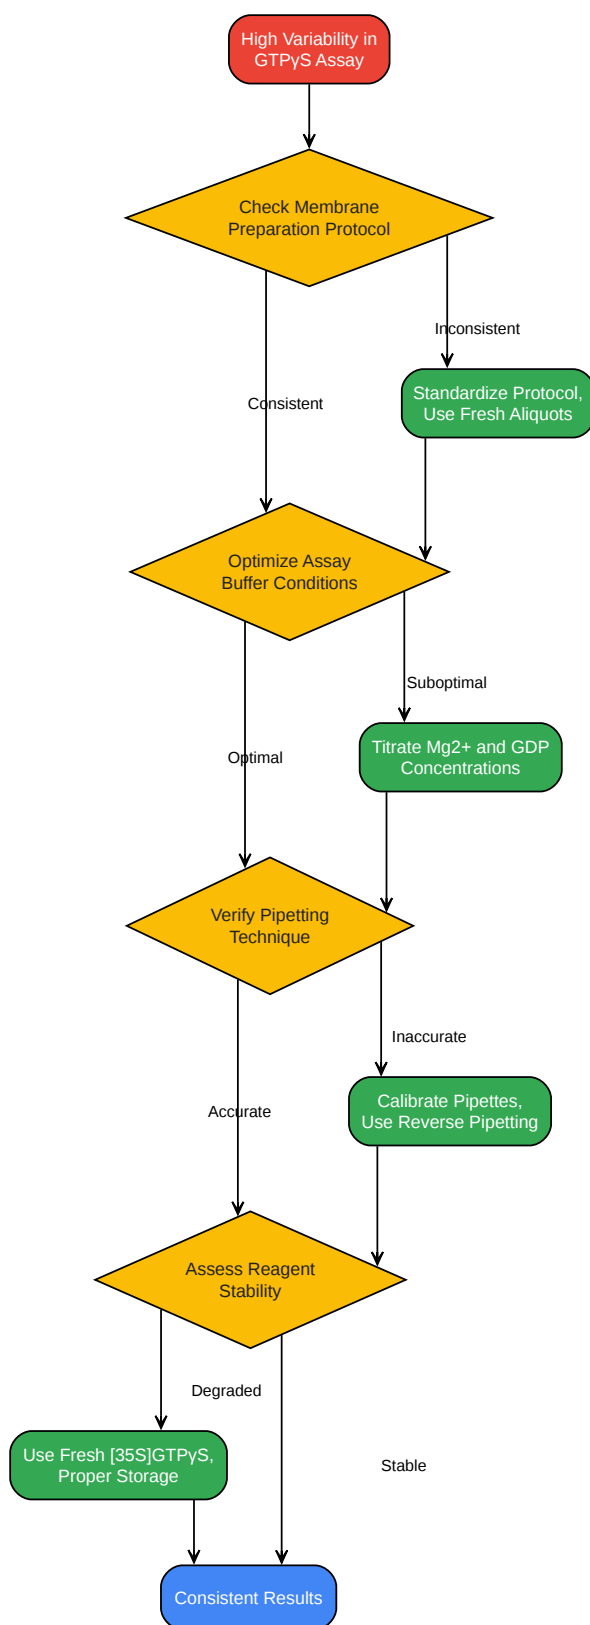 High Variability in
GTPγS Assay
Check Membrane
Preparation Protocol
Inconsistent
Standardize Protocol,
Use Fresh Aliquots
Consistent
Optimize Assay
Buffer Conditions
Suboptimal
Titrate Mg2+ and GDP
Concentrations
Optimal
Verify Pipetting
Technique
Inaccurate
Calibrate Pipettes,
Use Reverse Pipetting
Accurate
Assess Reagent
Stability
Degraded
Use Fresh [35S]GTPγS,
Proper Storage
Stable
Consistent Results